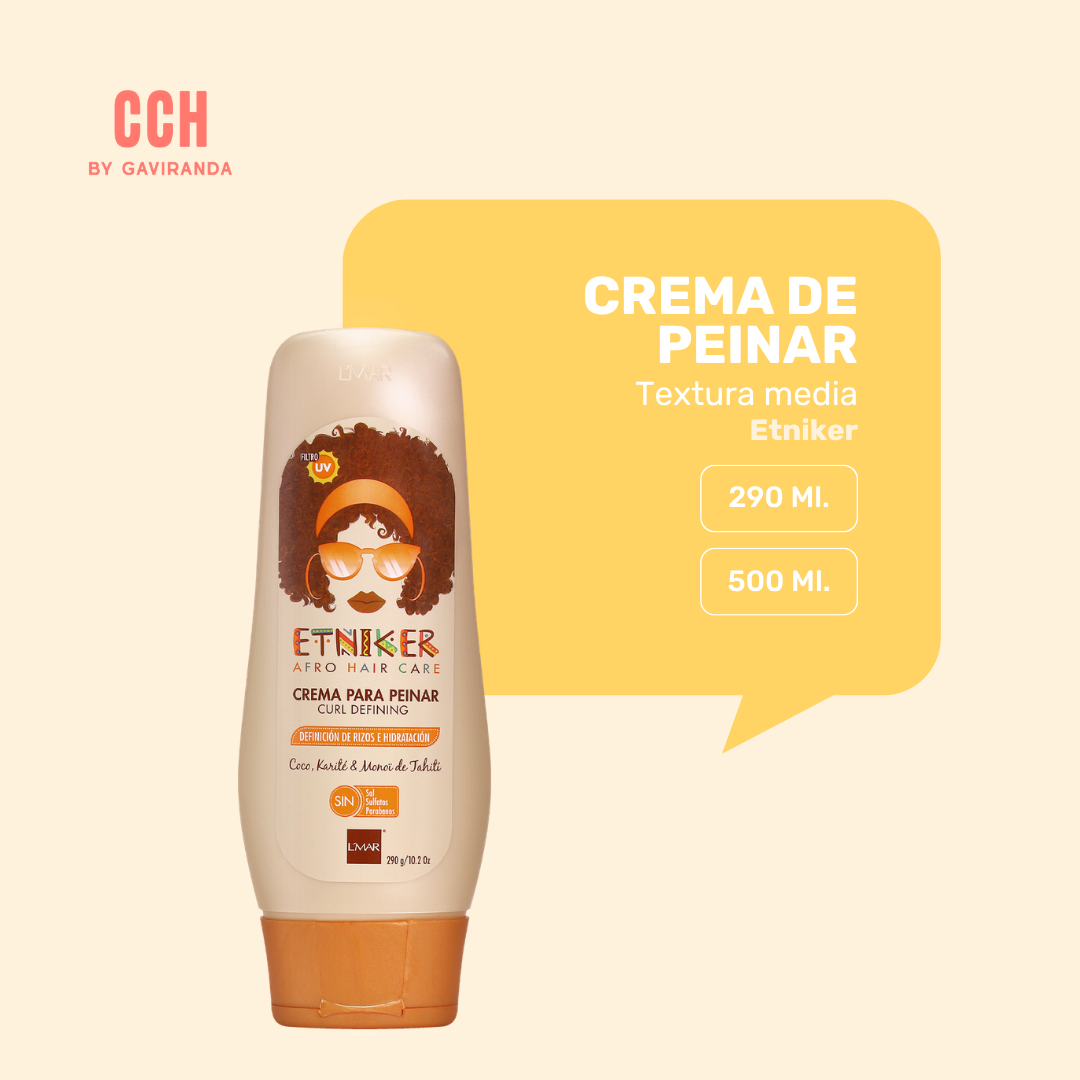 CCH
BY GAVIRANDA
CREMA DE
PEINAR
Textura media
Etniker
290 Ml.
500 Ml.
L'MAR
FILTRO
UV
ETNIKER
AFRO HAIR CARE
CREMA PARA PEINAR
CURL DEFINING
DEFINICIÓN DE RIZOS E HIDRATACIÓN
Coco, Karité & Monoï de Tahití
SIN
Sal
Sulfatos
Parabenos
L'MAR®
290 g/10.2 Oz